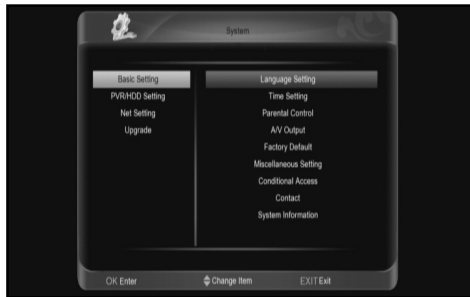 System
Basic Setting
PVR/HDD Setting
Net Setting
Upgrade
Language Setting
Time Setting
Parental Control
A/V Output
Factory Default
Miscellaneous Setting
Conditional Access
Contact
System Information
OK Enter
Change Item
EXIT Exit